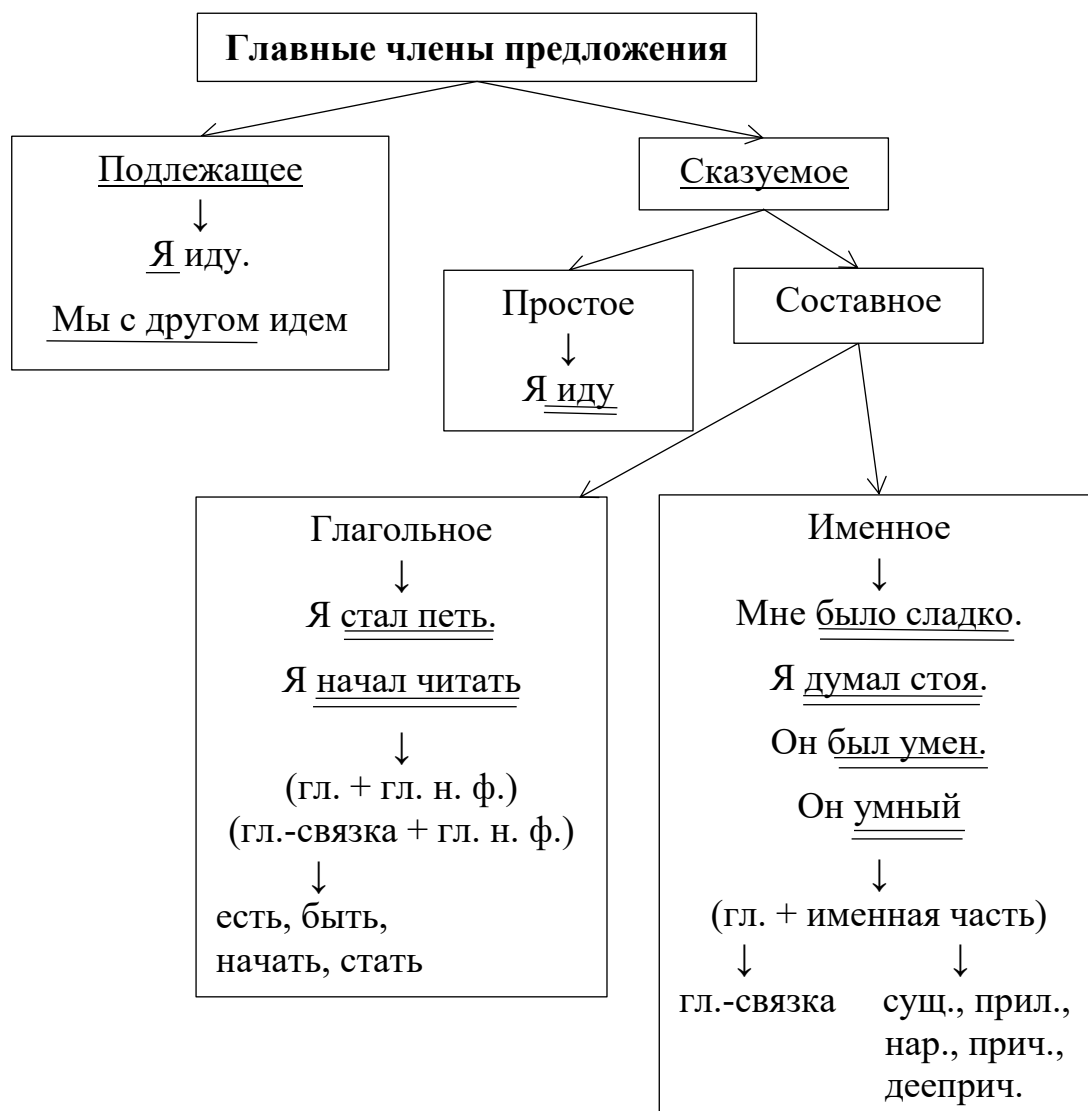 Главные члены предложения
Подлежащее
↓
Я иду.
Мы с другом идем
Сказуемое
Простое
↓
Я иду
Составное
Глагольное
↓
Я стал петь.
Я начал читать
↓
(гл. + гл. н. ф.)
(гл.-связка + гл. н. ф.)
↓
есть, быть,
начать, стать
Именное
↓
Мне было сладко.
Я думал стоя.
Он был умен.
Он умный
↓
(гл. + именная часть)
↓ ↓
гл.-связка
сущ., прил.,
нар., прич.,
дееприч.